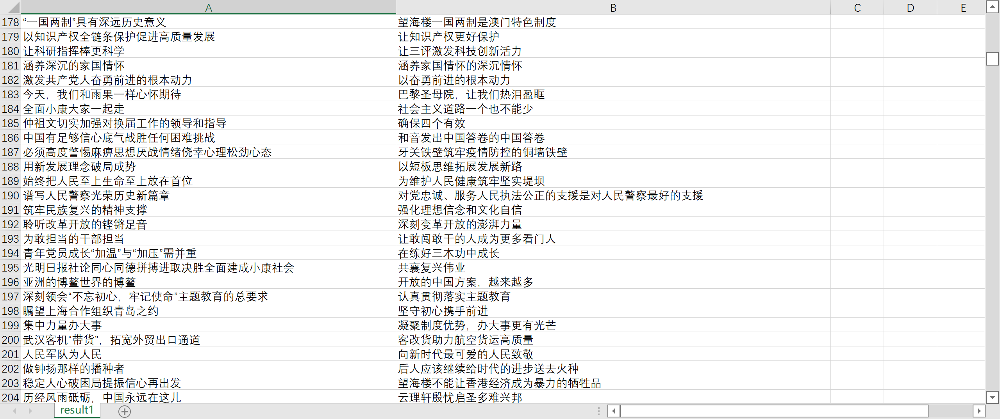 A B C D E
178 “一国两制”具有深远历史意义 望海楼一国两制是澳门特色制度
179 以知识产权全链条保护促进高质量发展 让知识产权更好保护
180 让科研指挥棒更科学 让三评激发科技创新活力
181 涵养深沉的家国情怀 涵养家国情怀的深沉情怀
182 激发共产党人奋勇前进的根本动力 以奋勇前进的根本动力
183 今天，我们和雨果一样心怀期待 巴黎圣母院，让我们热泪盈眶
184 全面小康大家一起走 社会主义道路一个也不能少
185 仲祖文切实加强对换届工作的领导和指导 确保四个有效
186 中国有足够信心底气战胜任何困难挑战 和音发出中国答卷的中国答卷
187 必须高度警惕麻痹思想厌战情绪侥幸心理松劲心态 牙关铁壁筑牢疫情防控的铜墙铁壁
188 用新发展理念破局成势 以短板思维拓展发展新路
189 始终把人民至上生命至上放在首位 为维护人民健康筑牢坚实堤坝
190 谱写人民警察光荣历史新篇章 对党忠诚、服务人民执法公正的支援是对人民警察最好的支援
191 筑牢民族复兴的精神支撑 强化理想信念和文化自信
192 聆听改革开放的铿锵足音 深刻变革开放的澎湃力量
193 为敢担当的干部担当 让敢闯敢干的人成为更多看门人
194 青年党员成长“加温”与“加压”需并重 在练好三本功中成长
195 光明日报社论同心同德拼搏进取决胜全面建成小康社会 共襄复兴伟业
196 亚洲的博鳌世界的博鳌 开放的中国方案，越来越多
197 深刻领会“不忘初心，牢记使命”主题教育的总要求 认真贯彻落实主题教育
198 瞩望上海合作组织青岛之约 坚守初心携手前进
199 集中力量办大事 凝聚制度优势，办大事更有光芒
200 武汉客机“带货”，拓宽外贸出口通道 客改货助力航空货运高质量
201 人民军队为人民 向新时代最可爱的人民致敬
202 做钟扬那样的播种者 后人应该继续给时代的进步送去火种
203 稳定人心破困局提振信心再出发 望海楼不能让香港经济成为暴力的牺牲品
204 历经风雨砥砺，中国永远在这儿 云理轩殷忧启圣多难兴邦
result1